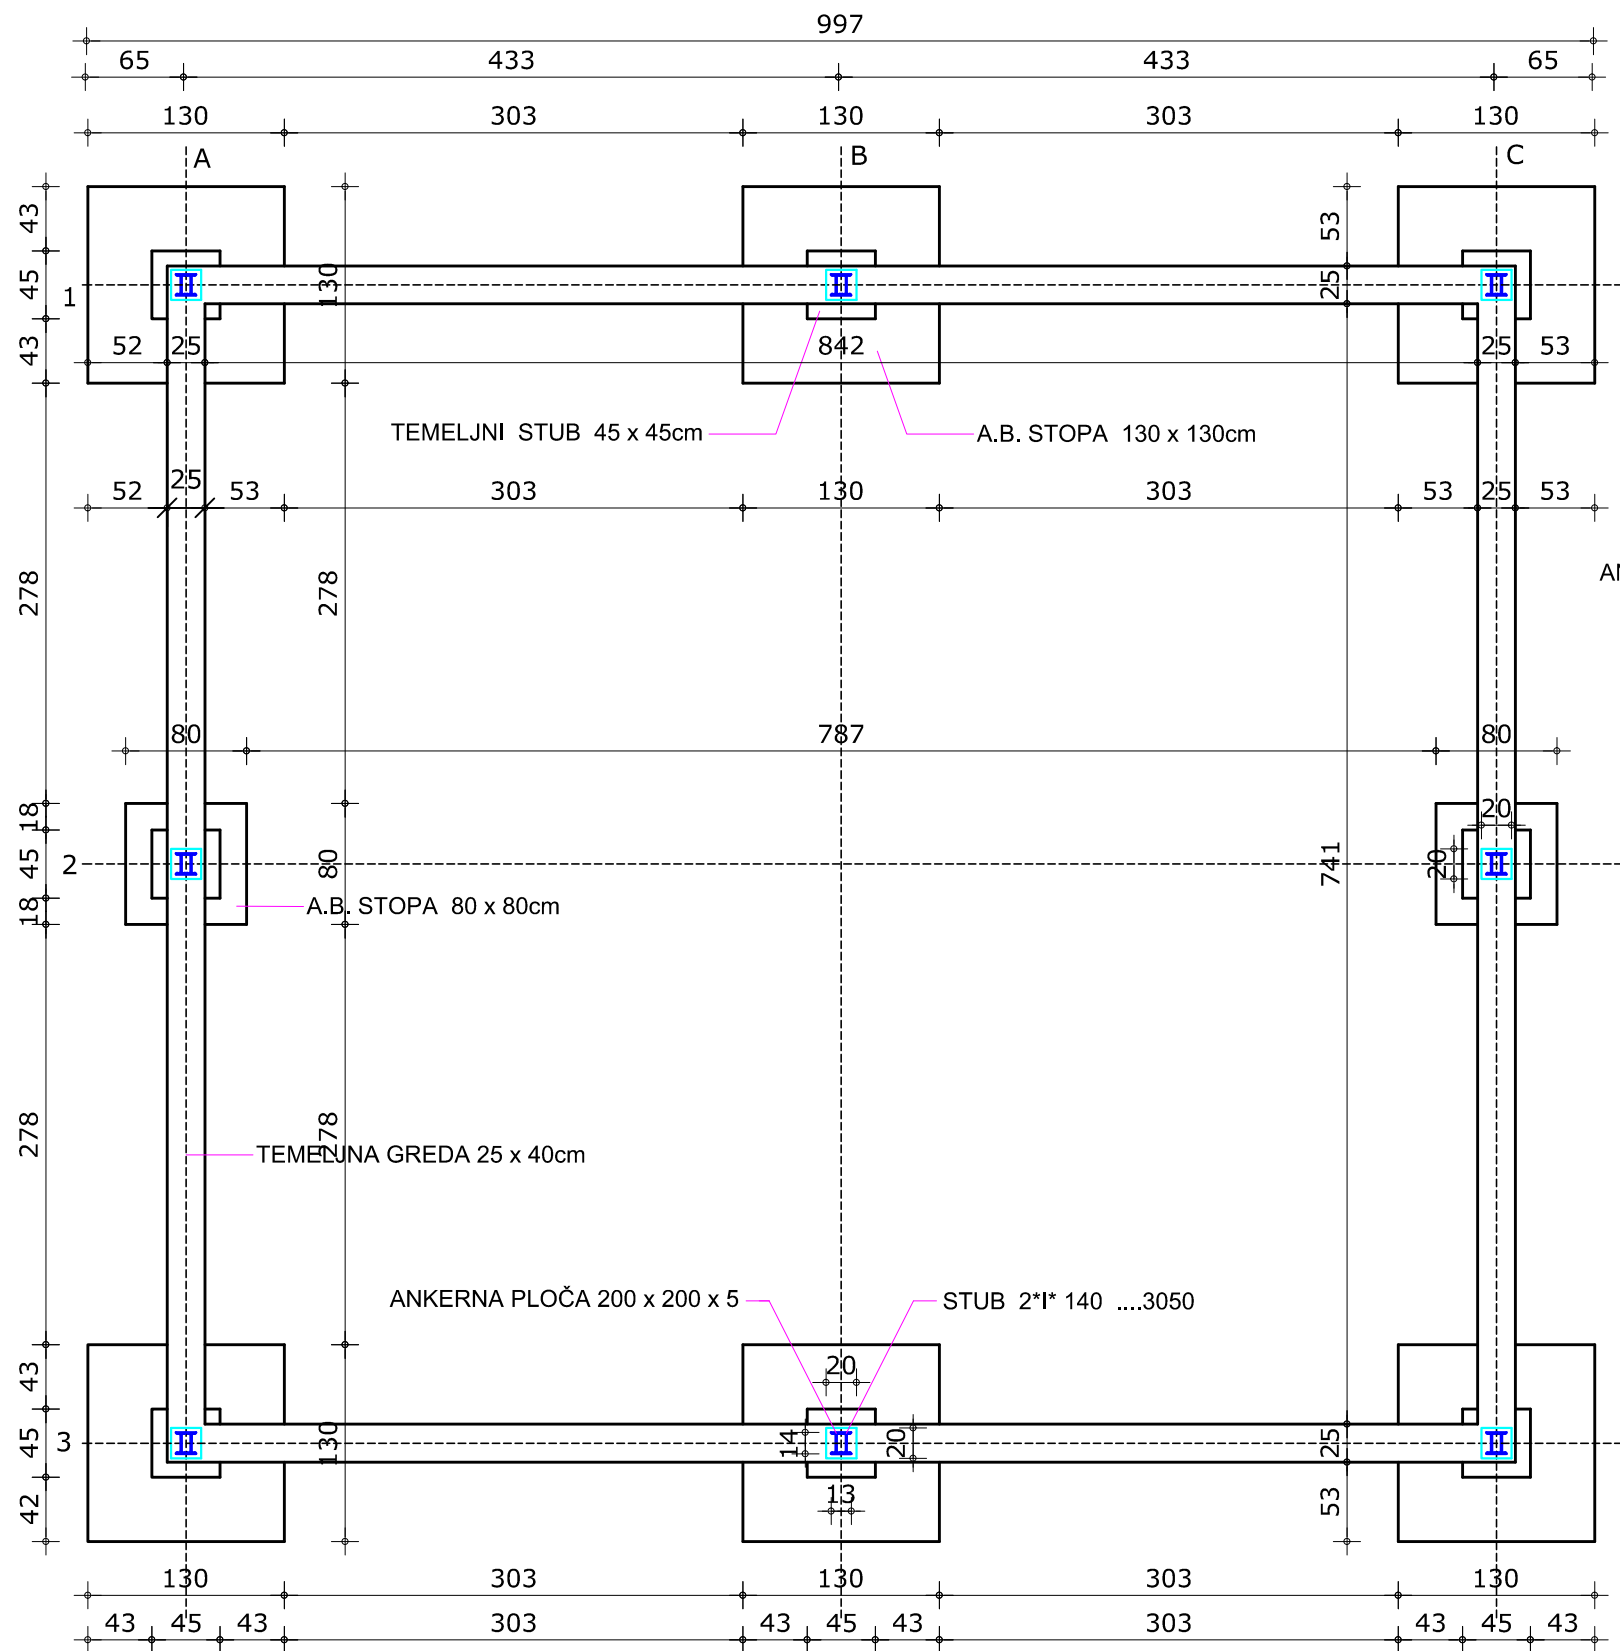 997
65 433 433 65
130 303 130 303 130
A B C
43 45 43
1
130
53 25
52 25 842 25 53
TEMELJNI STUB 45 x 45cm
A.B. STOPA 130 x 130cm
52 25 53 303 130 303 53 25 53
278 278
80 787 80
18 45 18
2
80
741
20
20
A.B. STOPA 80 x 80cm
278 278
TEMELJNA GREDA 25 x 40cm
ANKERNA PLOČA 200 x 200 x 5
STUB 2*I* 140 ....3050
43 45 42
3
130
20
14 20
13
25 53
130 303 130 303 130
43 45 43 303 43 45 43 303 43 45 43